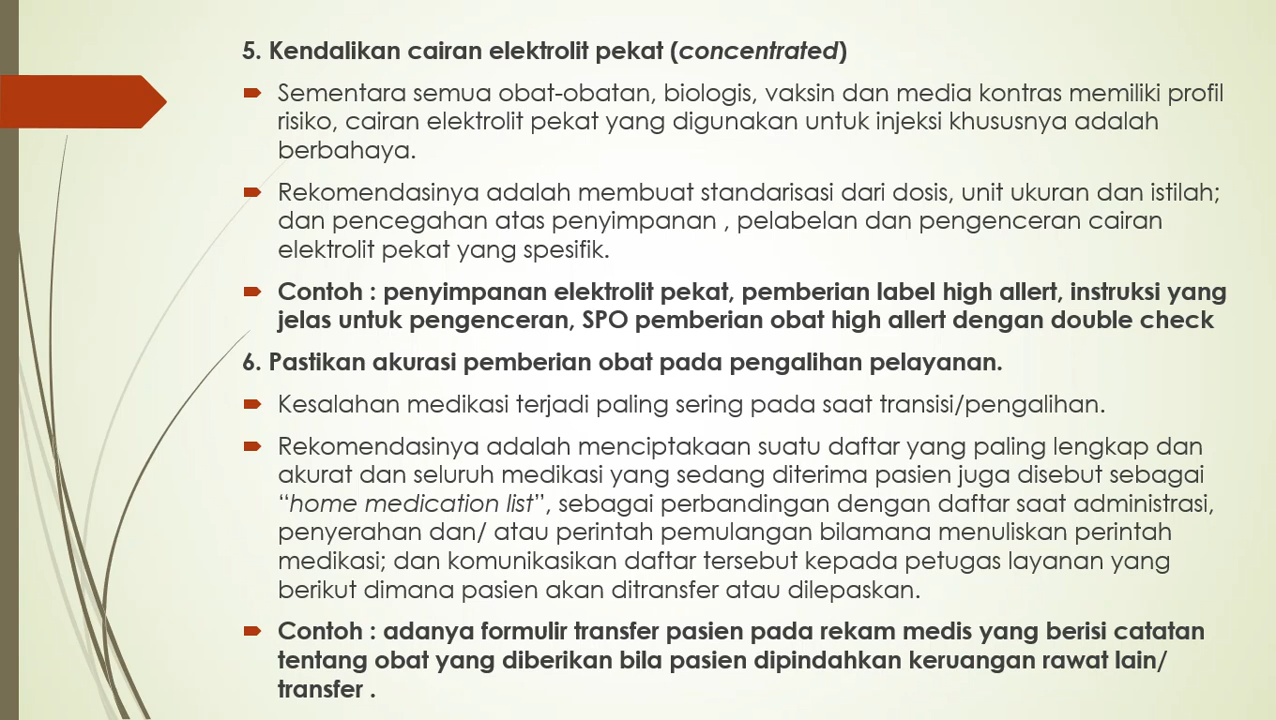 5. Kendalikan cairan elektrolit pekat (concentrated)
Sementara semua obat-obatan, biologis, vaksin dan media kontras memiliki profil
risiko, cairan elektrolit pekat yang digunakan untuk injeksi khususnya adalah
berbahaya.
Rekomendasinya adalah membuat standarisasi dari dosis, unit ukuran dan istilah;
dan pencegahan atas penyimpanan , pelabelan dan pengenceran cairan
elektrolit pekat yang spesifik.
Contoh : penyimpanan elektrolit pekat, pemberian label high allert, instruksi yang
jelas untuk pengenceran, SPO pemberian obat high allert dengan double check
6. Pastikan akurasi pemberian obat pada pengalihan pelayanan.
Kesalahan medikasi terjadi paling sering pada saat transisi/pengalihan.
Rekomendasinya adalah menciptakaan suatu daftar yang paling lengkap dan
akurat dan seluruh medikasi yang sedang diterima pasien juga disebut sebagai
“home medication list”, sebagai perbandingan dengan daftar saat administrasi,
penyerahan dan/ atau perintah pemulangan bilamana menuliskan perintah
medikasi; dan komunikasikan daftar tersebut kepada petugas layanan yang
berikut dimana pasien akan ditransfer atau dilepaskan.
Contoh : adanya formulir transfer pasien pada rekam medis yang berisi catatan
tentang obat yang diberikan bila pasien dipindahkan keruangan rawat lain/
transfer .